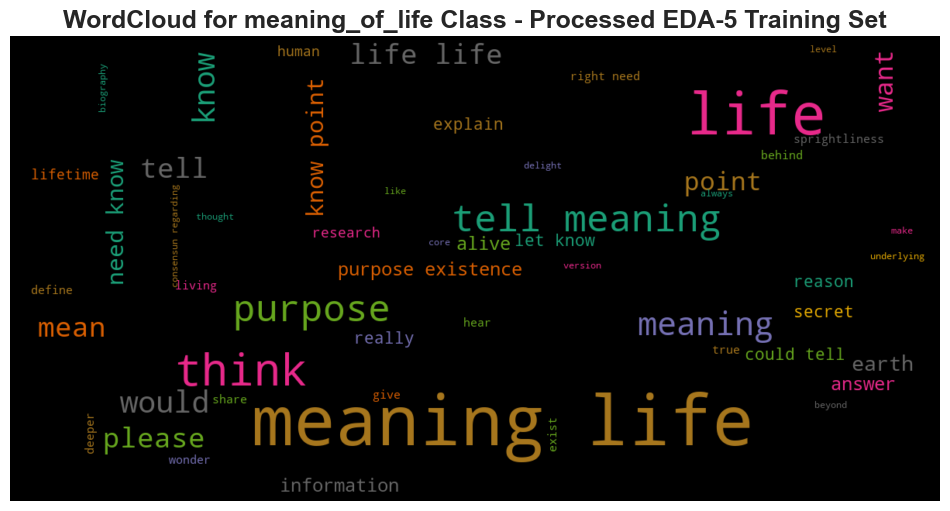 WordCloud for meaning_of_life Class - Processed EDA-5 Training Set
human
life life
level
right need
biography
know
want
know point
life
explain
sprightliness
behind
delight
tell
lifetime
need know
point
like
always
consensun regarding
thought
tell meaning
research
core
alive
let know
make
underlying
purpose existence
version
living
define
reason
purpose
secret
mean
hear
meaning
really
true
could tell
think
earth
answer
would
share
give
meaning life
beyond
deeper
please
exist
wonder
information